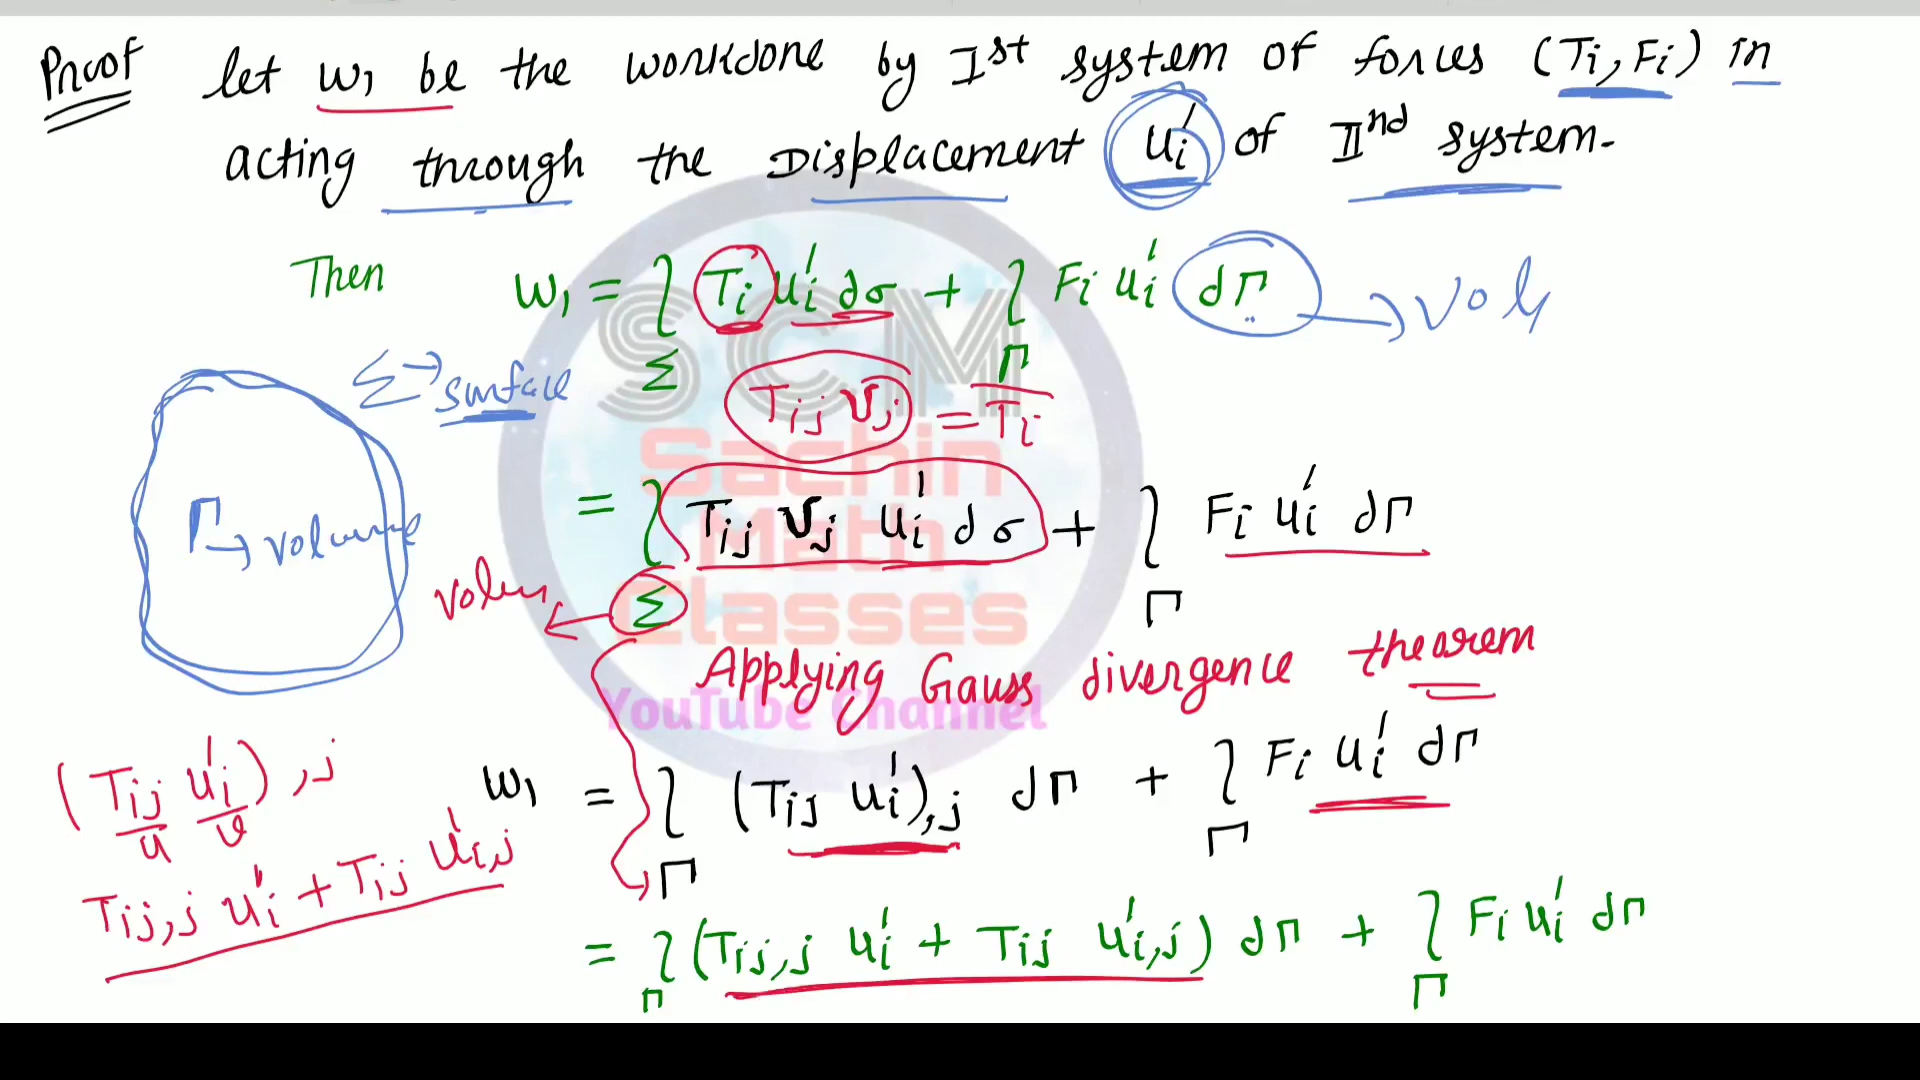 Proof let w₁ be the workdone by Ist system of forces (Ti, Fi) in
acting through the Displacement ui' of IInd system.
Then w₁ = ∫Σ Ti ui' dσ + ∫Γ Fi ui' dΓ → vol
Σ → surface
Tij νj = Ti
Γ → volume
= ∫Σ Tij νj ui' dσ + ∫Γ Fi ui' dΓ
Applying Gauss divergence theorem
(Tij ui'),j
u v
w₁ = ∫Γ (Tij ui'),j dΓ + ∫Γ Fi ui' dΓ
Tij,j ui' + Tij ui,j'
= ∫Γ (Tij,j ui' + Tij ui,j') dΓ + ∫Γ Fi ui' dΓ
SCM
Sachin
Math
Classes
YouTube Channel